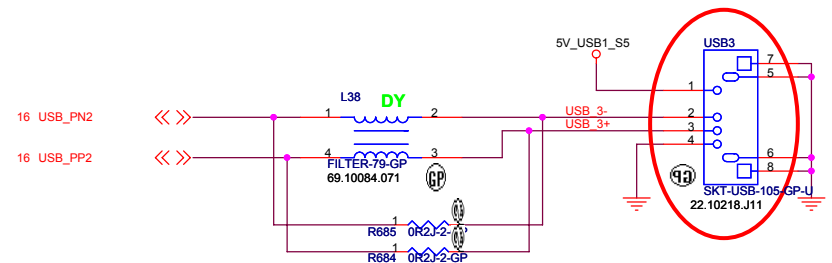 5V_USB1_S5
USB3
7
5
1
L38
DY
16 USB_PN2
1
2
USB_3-
2
USB_3+
3
4
16 USB_PP2
4
3
6
FILTER-79-GP
GP
GP
8
69.10084.071
SKT-USB-105-GP-U
22.10218.J11
1
R685
0R2J-2-
1
R684
0R2J-2-GP